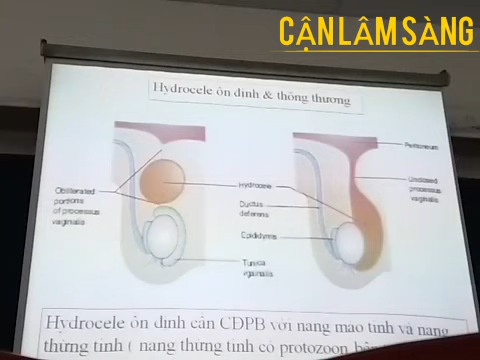 CẬN LÂM SÀNG
Hydrocele ổn định & thông thương
Peritoneum
Obliterated
portions
of processus
vaginalis
Hydrocele
Ductus
deferens
Epididymis
Tunica
vaginalis
Unclosed
processus
vaginalis
Hydrocele ổn định cần CDPB với nang mào tinh và nang
thừng tinh ( nang thừng tinh có protozoon